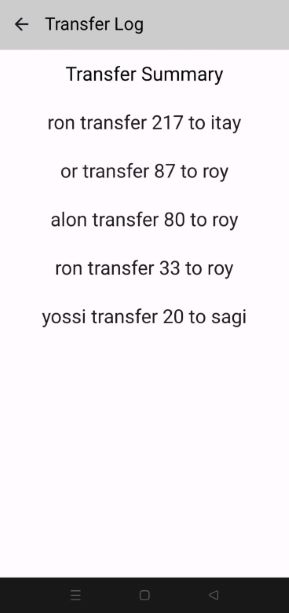 Transfer Log
Transfer Summary
ron transfer 217 to itay
or transfer 87 to roy
alon transfer 80 to roy
ron transfer 33 to roy
yossi transfer 20 to sagi